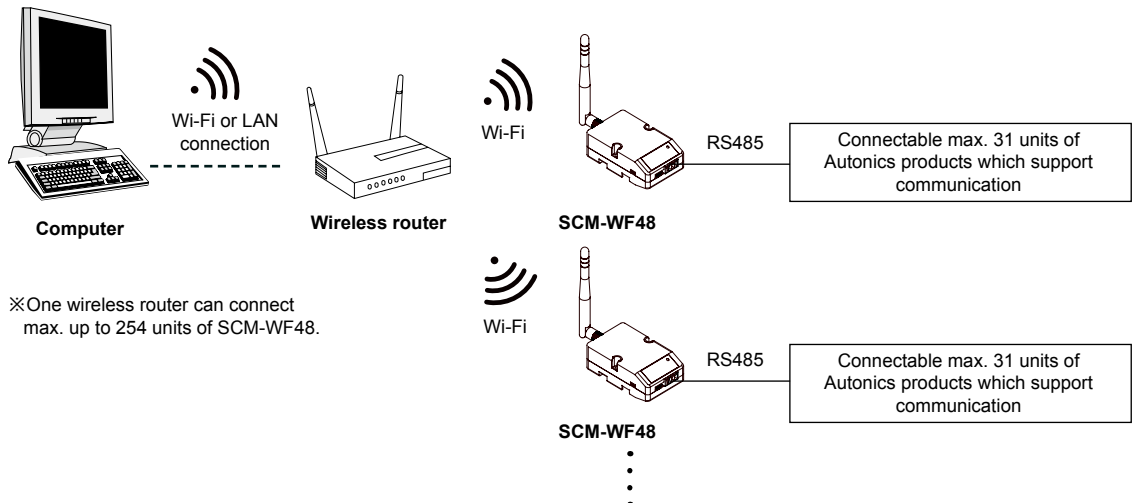 Wi-Fi or LAN
connection
Computer
Wireless router
Wi-Fi
SCM-WF48
RS485
Connectable max. 31 units of
Autonics products which support
communication
※One wireless router can connect
max. up to 254 units of SCM-WF48.
Wi-Fi
SCM-WF48
RS485
Connectable max. 31 units of
Autonics products which support
communication